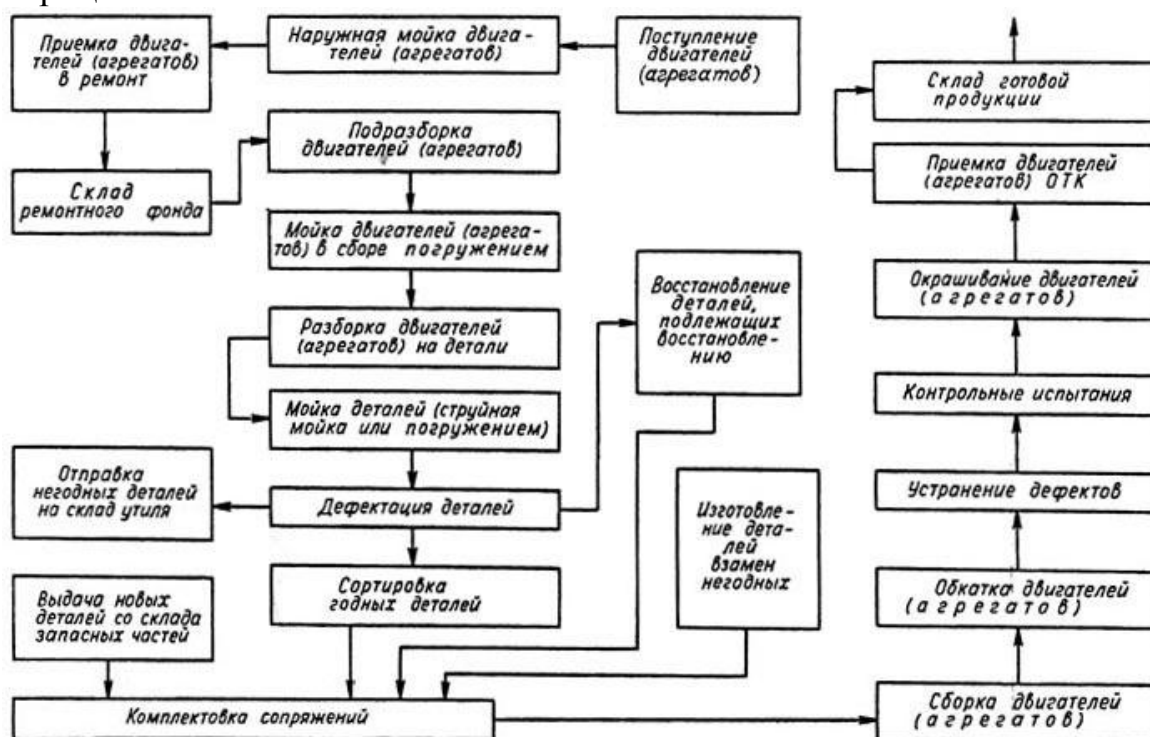 Приемка двига-
телей (агрегатов)
в ремонт
Наружная мойка двига-
телей (агрегатов)
Поступление
двигателей
(агрегатов)
Склад
ремонтного фонда
Подразборка
двигателей (агрегатов)
Мойка двигателей (агрега-
тов) в сборе погружением
Разборка двигателей
(агрегатов) на детали
Мойка деталей (струйная
мойка или погружением)
Отправка
негодных деталей
на склад утиля
Дефектация деталей
Восстановление
деталей,
подлежащих
восстановле-
нию
Сортировка
годных деталей
Изготовле-
ние дета-
лей
взамен
негодных
Выдача новых
деталей со склада
запасных частей
Комплектовка сопряжений
Склад готовой
продукции
Приемка двигателей
(агрегатов) ОТК
Окрашивание двигателей
(агрегатов)
Контрольные испытания
Устранение дефектов
Обкатка двигателей
(агрегатов)
Сборка двигателей
(агрегатов)